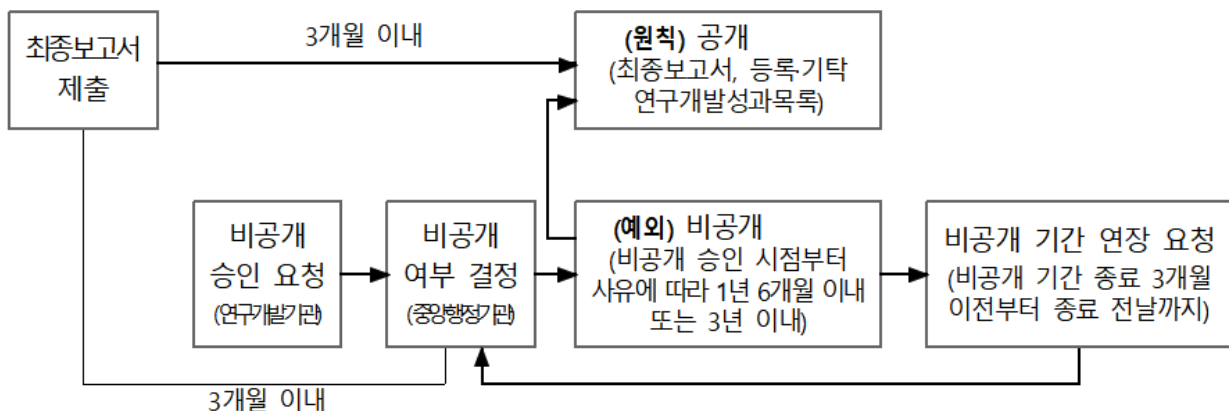 최종보고서
제출
3개월 이내
(원칙) 공개
(최종보고서, 등록·기탁
연구개발성과목록)
비공개
승인 요청
(연구개발기관)
비공개
여부 결정
(중앙행정기관)
(예외) 비공개
(비공개 승인 시점부터
사유에 따라 1년 6개월 이내
또는 3년 이내)
비공개 기간 연장 요청
(비공개 기간 종료 3개월
이전부터 종료 전날까지)
3개월 이내